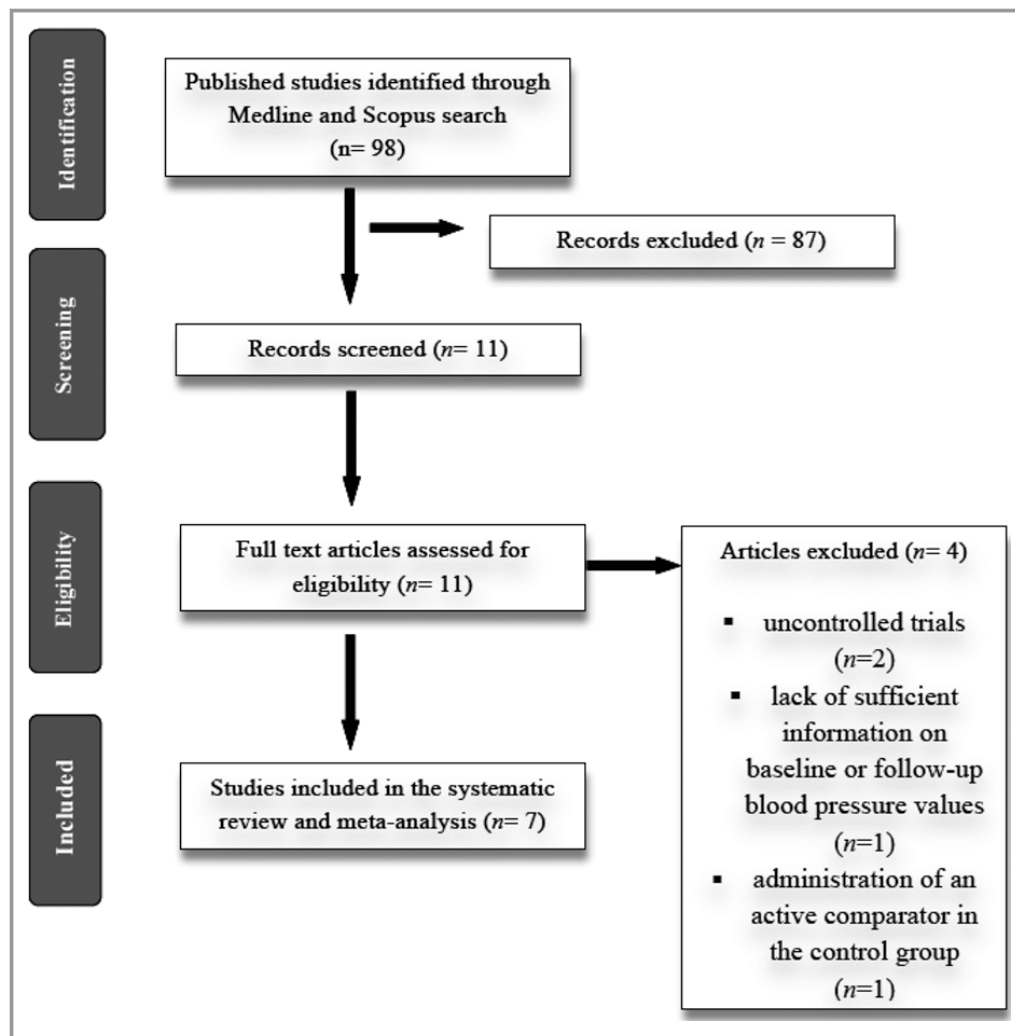 Identification
Published studies identified through
Medline and Scopus search
(n= 98)
Records excluded (n = 87)
Screening
Records screened (n= 11)
Eligibility
Full text articles assessed for
eligibility (n= 11)
Articles excluded (n= 4)
▪ uncontrolled trials
(n=2)
▪ lack of sufficient
information on
baseline or follow-up
blood pressure values
(n=1)
▪ administration of an
active comparator in
the control group
(n=1)
Included
Studies included in the systematic
review and meta-analysis (n= 7)